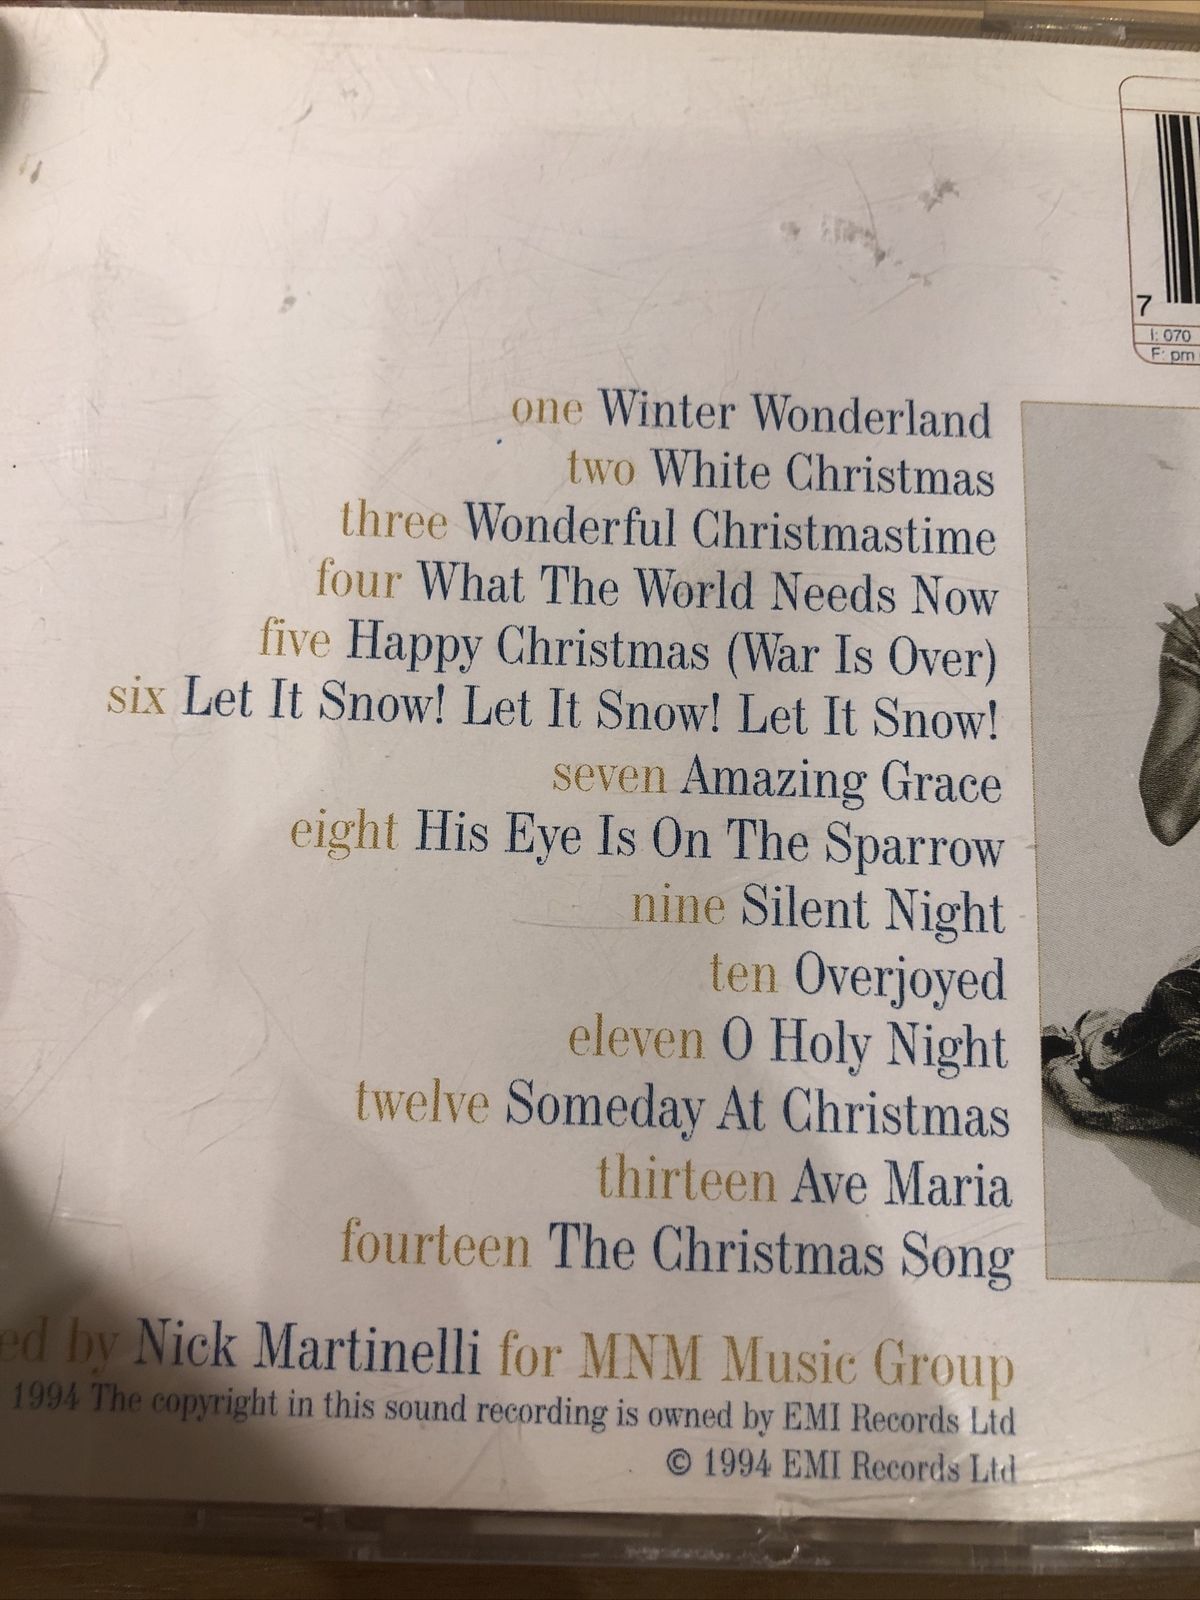 7
I: 070
F: pm
one Winter Wonderland
two White Christmas
three Wonderful Christmastime
four What The World Needs Now
five Happy Christmas (War Is Over)
six Let It Snow! Let It Snow! Let It Snow!
seven Amazing Grace
eight His Eye Is On The Sparrow
nine Silent Night
ten Overjoyed
eleven O Holy Night
twelve Someday At Christmas
thirteen Ave Maria
fourteen The Christmas Song
ed by Nick Martinelli for MNM Music Group
1994 The copyright in this sound recording is owned by EMI Records Ltd
© 1994 EMI Records Ltd